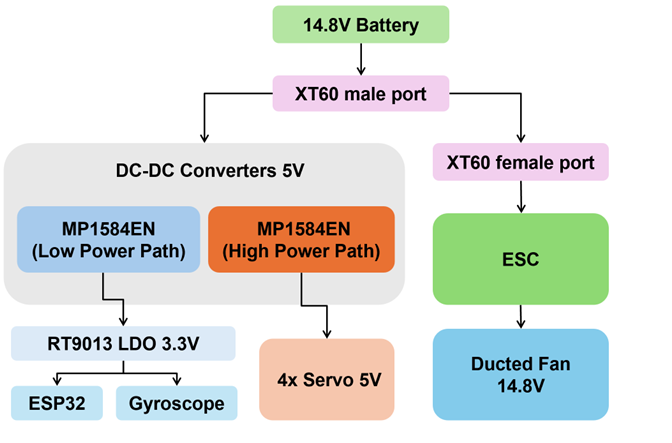 14.8V Battery
XT60 male port
DC-DC Converters 5V
XT60 female port
MP1584EN
(Low Power Path)
MP1584EN
(High Power Path)
ESC
RT9013 LDO 3.3V
4x Servo 5V
Ducted Fan
14.8V
ESP32
Gyroscope